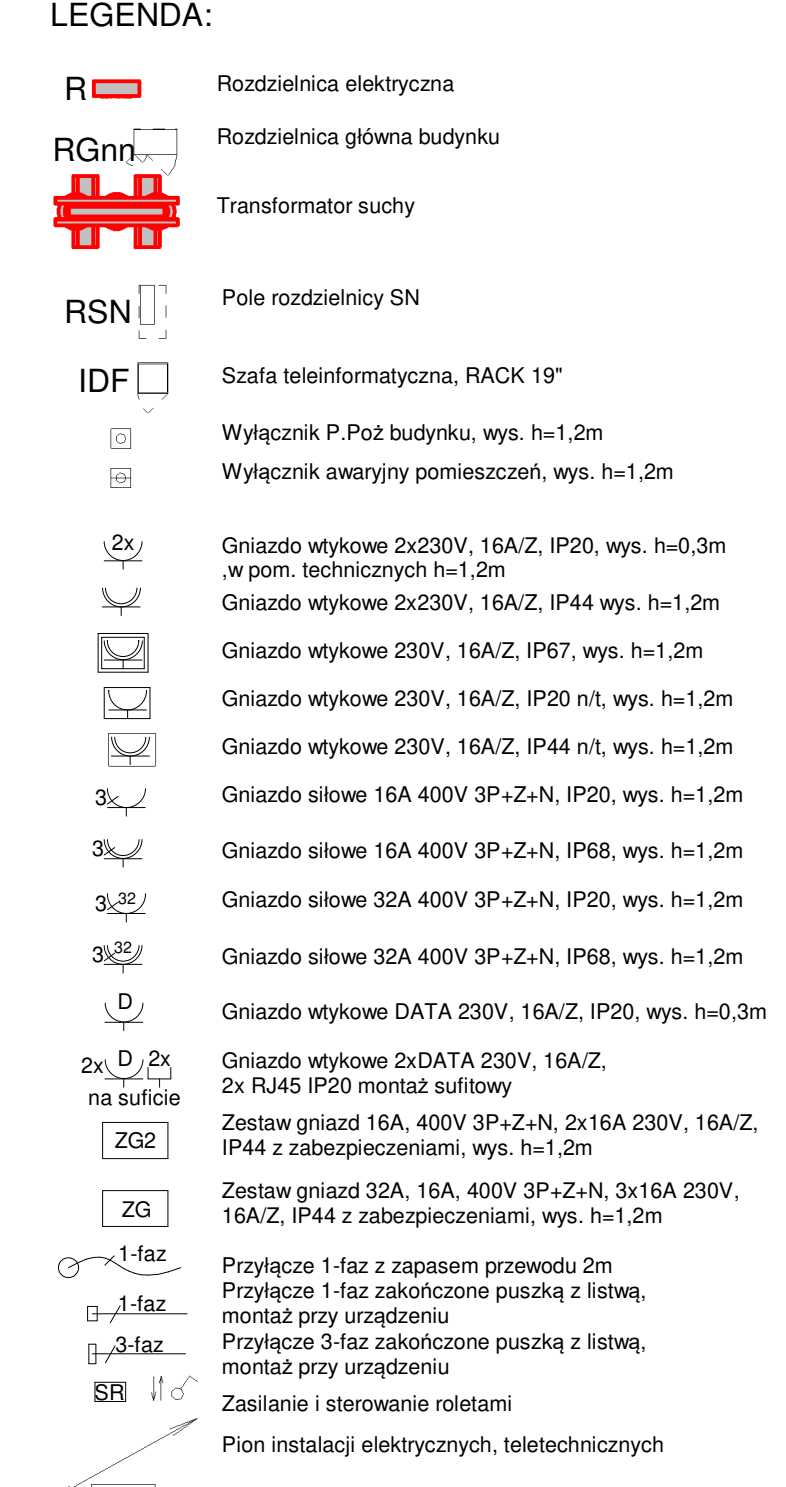 LEGENDA:
R Rozdzielnica elektryczna
RGnn Rozdzielnica główna budynku
Transformator suchy
RSN Pole rozdzielnicy SN
IDF Szafa teleinformatyczna, RACK 19"
Wyłącznik P.Poż budynku, wys. h=1,2m
Wyłącznik awaryjny pomieszczeń, wys. h=1,2m
2x Gniazdo wtykowe 2x230V, 16A/Z, IP20, wys. h=0,3m
,w pom. technicznych h=1,2m
Gniazdo wtykowe 2x230V, 16A/Z, IP44 wys. h=1,2m
Gniazdo wtykowe 230V, 16A/Z, IP67, wys. h=1,2m
Gniazdo wtykowe 230V, 16A/Z, IP20 n/t, wys. h=1,2m
Gniazdo wtykowe 230V, 16A/Z, IP44 n/t, wys. h=1,2m
3 Gniazdo siłowe 16A 400V 3P+Z+N, IP20, wys. h=1,2m
3 Gniazdo siłowe 16A 400V 3P+Z+N, IP68, wys. h=1,2m
3 32 Gniazdo siłowe 32A 400V 3P+Z+N, IP20, wys. h=1,2m
3 32 Gniazdo siłowe 32A 400V 3P+Z+N, IP68, wys. h=1,2m
D Gniazdo wtykowe DATA 230V, 16A/Z, IP20, wys. h=0,3m
2x D 2x Gniazdo wtykowe 2xDATA 230V, 16A/Z,
na suficie 2x RJ45 IP20 montaż sufitowy
ZG2 Zestaw gniazd 16A, 400V 3P+Z+N, 2x16A 230V, 16A/Z,
IP44 z zabezpieczeniami, wys. h=1,2m
ZG Zestaw gniazd 32A, 16A, 400V 3P+Z+N, 3x16A 230V,
16A/Z, IP44 z zabezpieczeniami, wys. h=1,2m
1-faz Przyłącze 1-faz z zapasem przewodu 2m
1-faz Przyłącze 1-faz zakończone puszką z listwą,
montaż przy urządzeniu
3-faz Przyłącze 3-faz zakończone puszką z listwą,
montaż przy urządzeniu
SR Zasilanie i sterowanie roletami
Pion instalacji elektrycznych, teletechnicznych